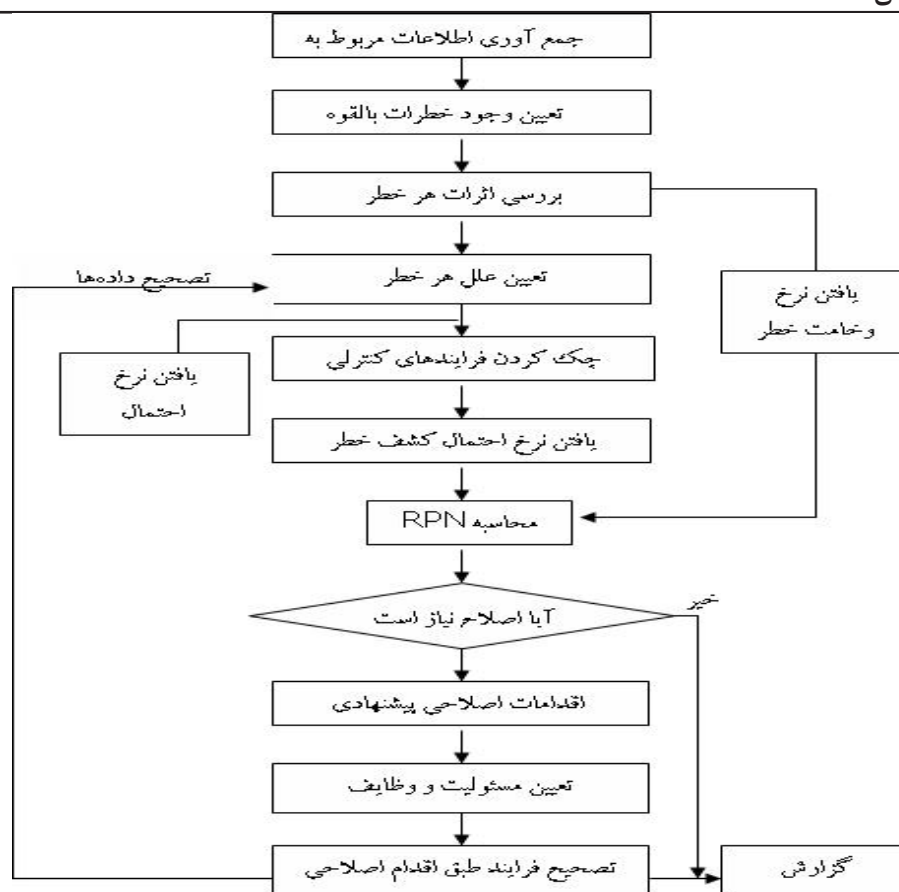 جمع آوری اطلاعات مربوط به
تعیین وجود خطرات بالقوه
بررسی اثرات هر خطر
تعیین علل هر خطر
تصحیح داده‌ها
یافتن نرخ
وخامت خطر
چک کردن فرایندهای کنترلی
یافتن نرخ
احتمال
یافتن نرخ احتمال کشف خطر
محاسبه RPN
آیا اصلاح نیاز است
خیر
اقدامات اصلاحی پیشنهادی
تعیین مسئولیت و وظایف
تصحیح فرایند طبق اقدام اصلاحی
گزارش